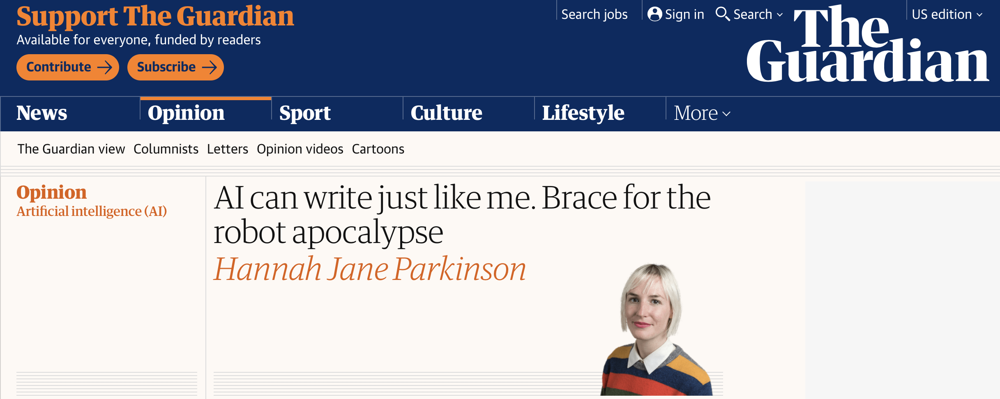 Support The Guardian
Available for everyone, funded by readers
Contribute
Subscribe
Search jobs
Sign in
Search
US edition
The
Guardian
News
Opinion
Sport
Culture
Lifestyle
More
The Guardian view
Columnists
Letters
Opinion videos
Cartoons
Opinion
Artificial intelligence (AI)
AI can write just like me. Brace for the
robot apocalypse
Hannah Jane Parkinson